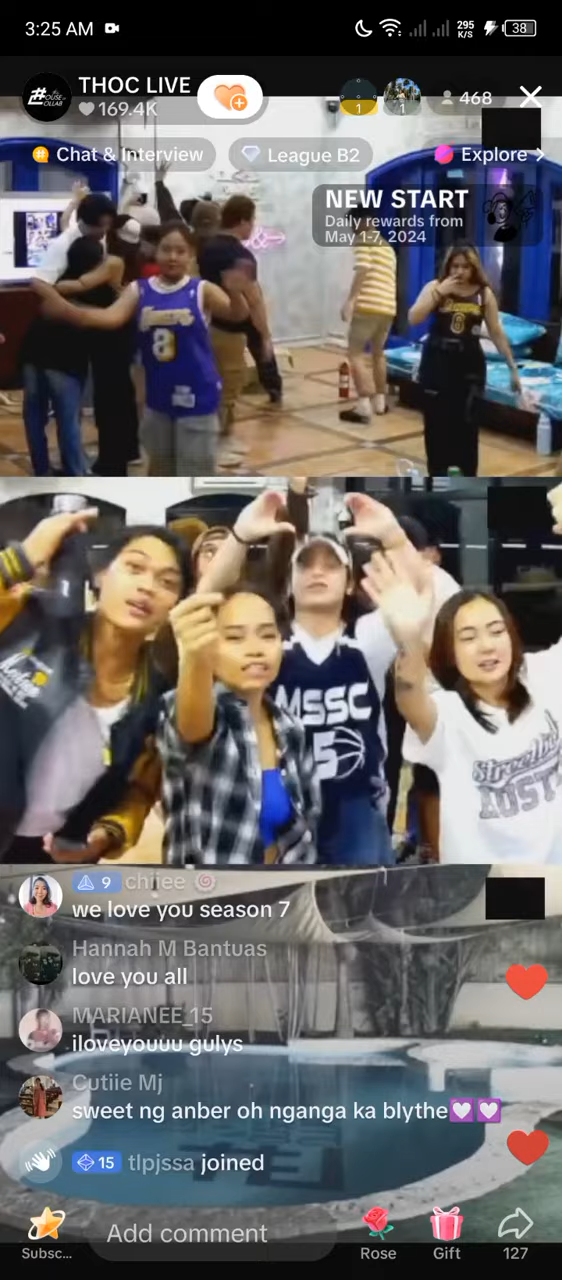 3:25 AM
295
K/S
38
#
HOUSE OF
COLLAB
THOC LIVE
169.4K
1
1
468
# Chat & Interview
League B2
Explore
NEW START
Daily rewards from
May 1-7, 2024
8
8
MSSC
5
9 chiiee 🍥
we love you season 7
Hannah M Bantuas
love you all
MARIANEE_15
iloveyouuu gulys
Cutiie Mj
sweet ng anber oh nganga ka blythe💟💟
15 tlpjssa joined
Subsc...
Add comment
Rose
Gift
127